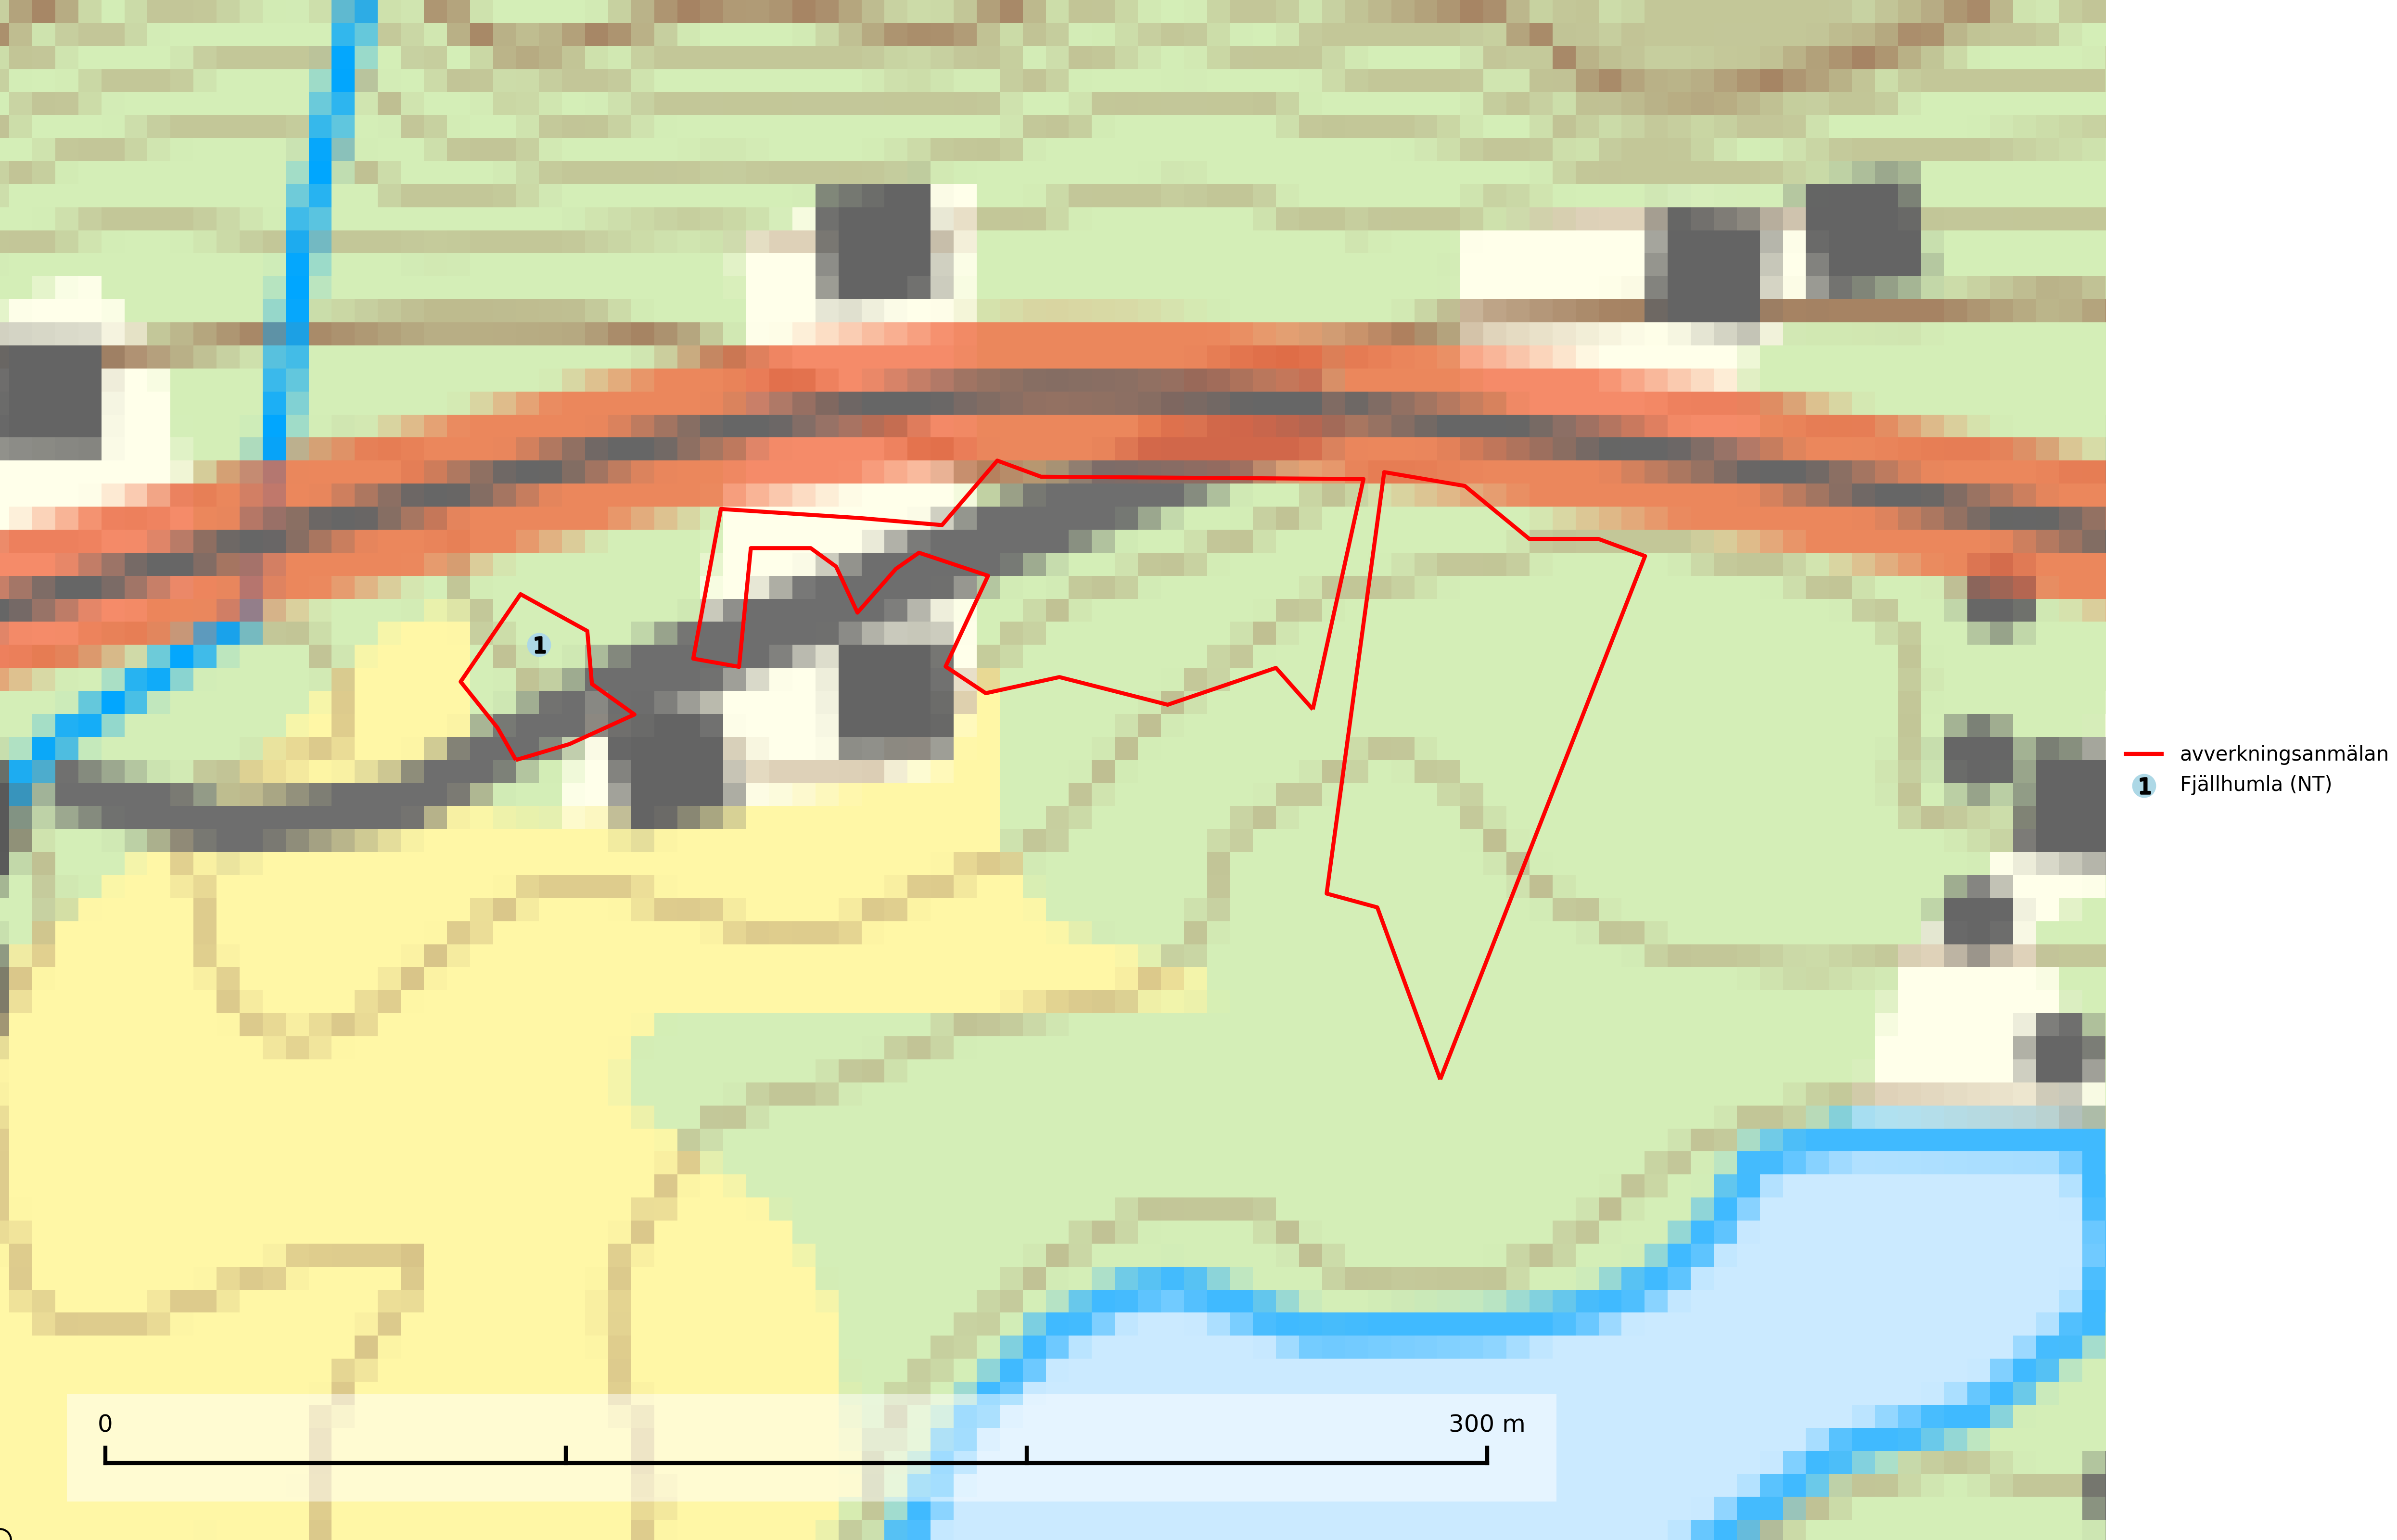 1
avverkningsanmälan
1 Fjällhumla (NT)
0 300 m